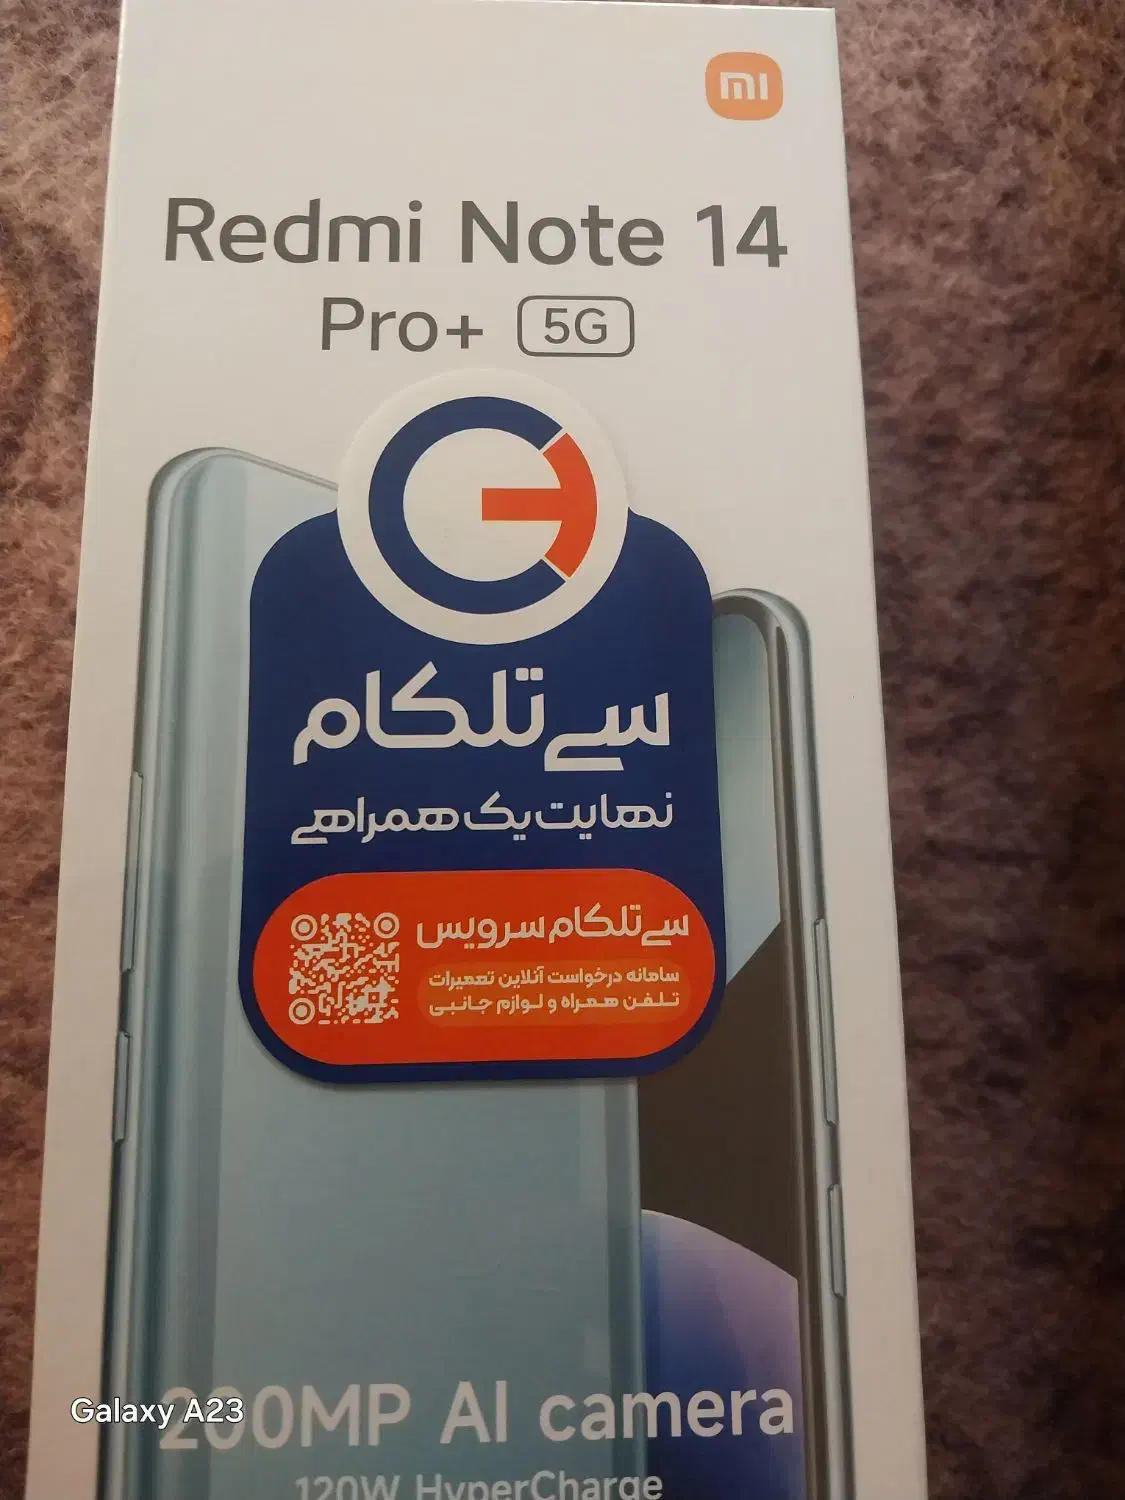 mi
Redmi Note 14
Pro+ 5G
سی‌تلکام
نهایت یک همراهی
سی‌تلکام سرویس
سامانه درخواست آنلاین تعمیرات
تلفن همراه و لوازم جانبی
200MP AI camera
Galaxy A23
120W HyperCharge